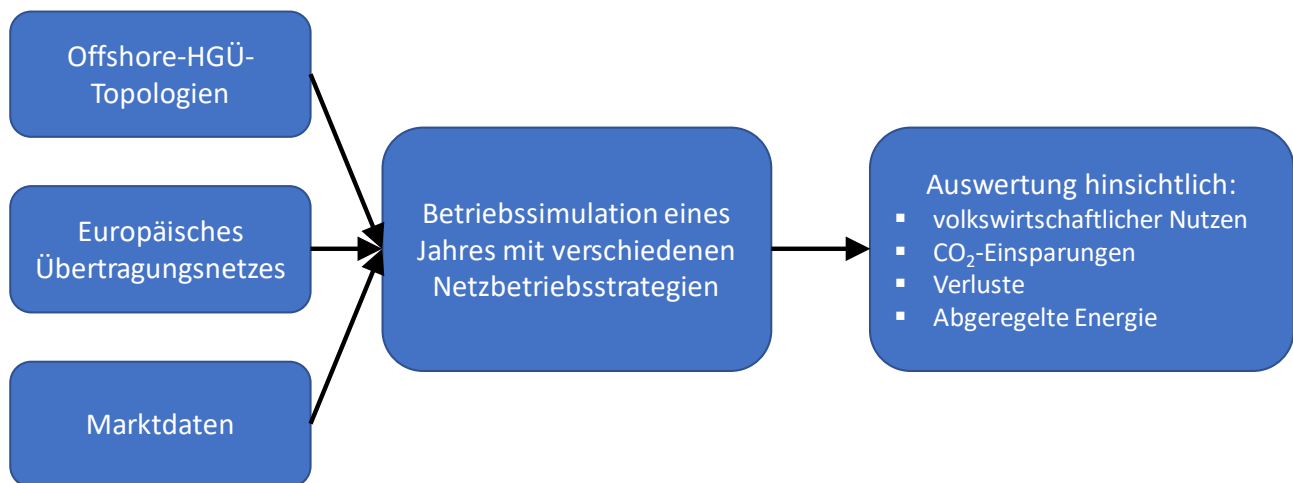 Offshore-HGÜ-
Topologien
Europäisches
Übertragungsnetzes
Marktdaten
Betriebssimulation eines
Jahres mit verschiedenen
Netzbetriebsstrategien
Auswertung hinsichtlich:
▪ volkswirtschaftlicher Nutzen
▪ CO₂-Einsparungen
▪ Verluste
▪ Abgeregelte Energie